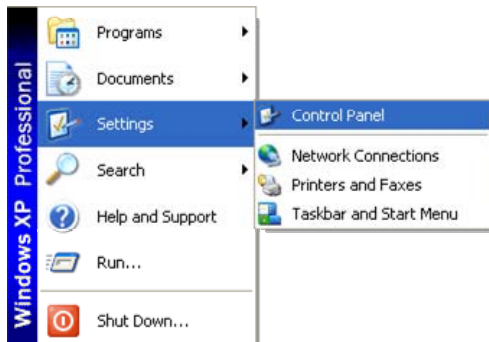 Windows XP Professional
Programs
Documents
Settings
Search
Help and Support
Run...
Shut Down...
Control Panel
Network Connections
Printers and Faxes
Taskbar and Start Menu